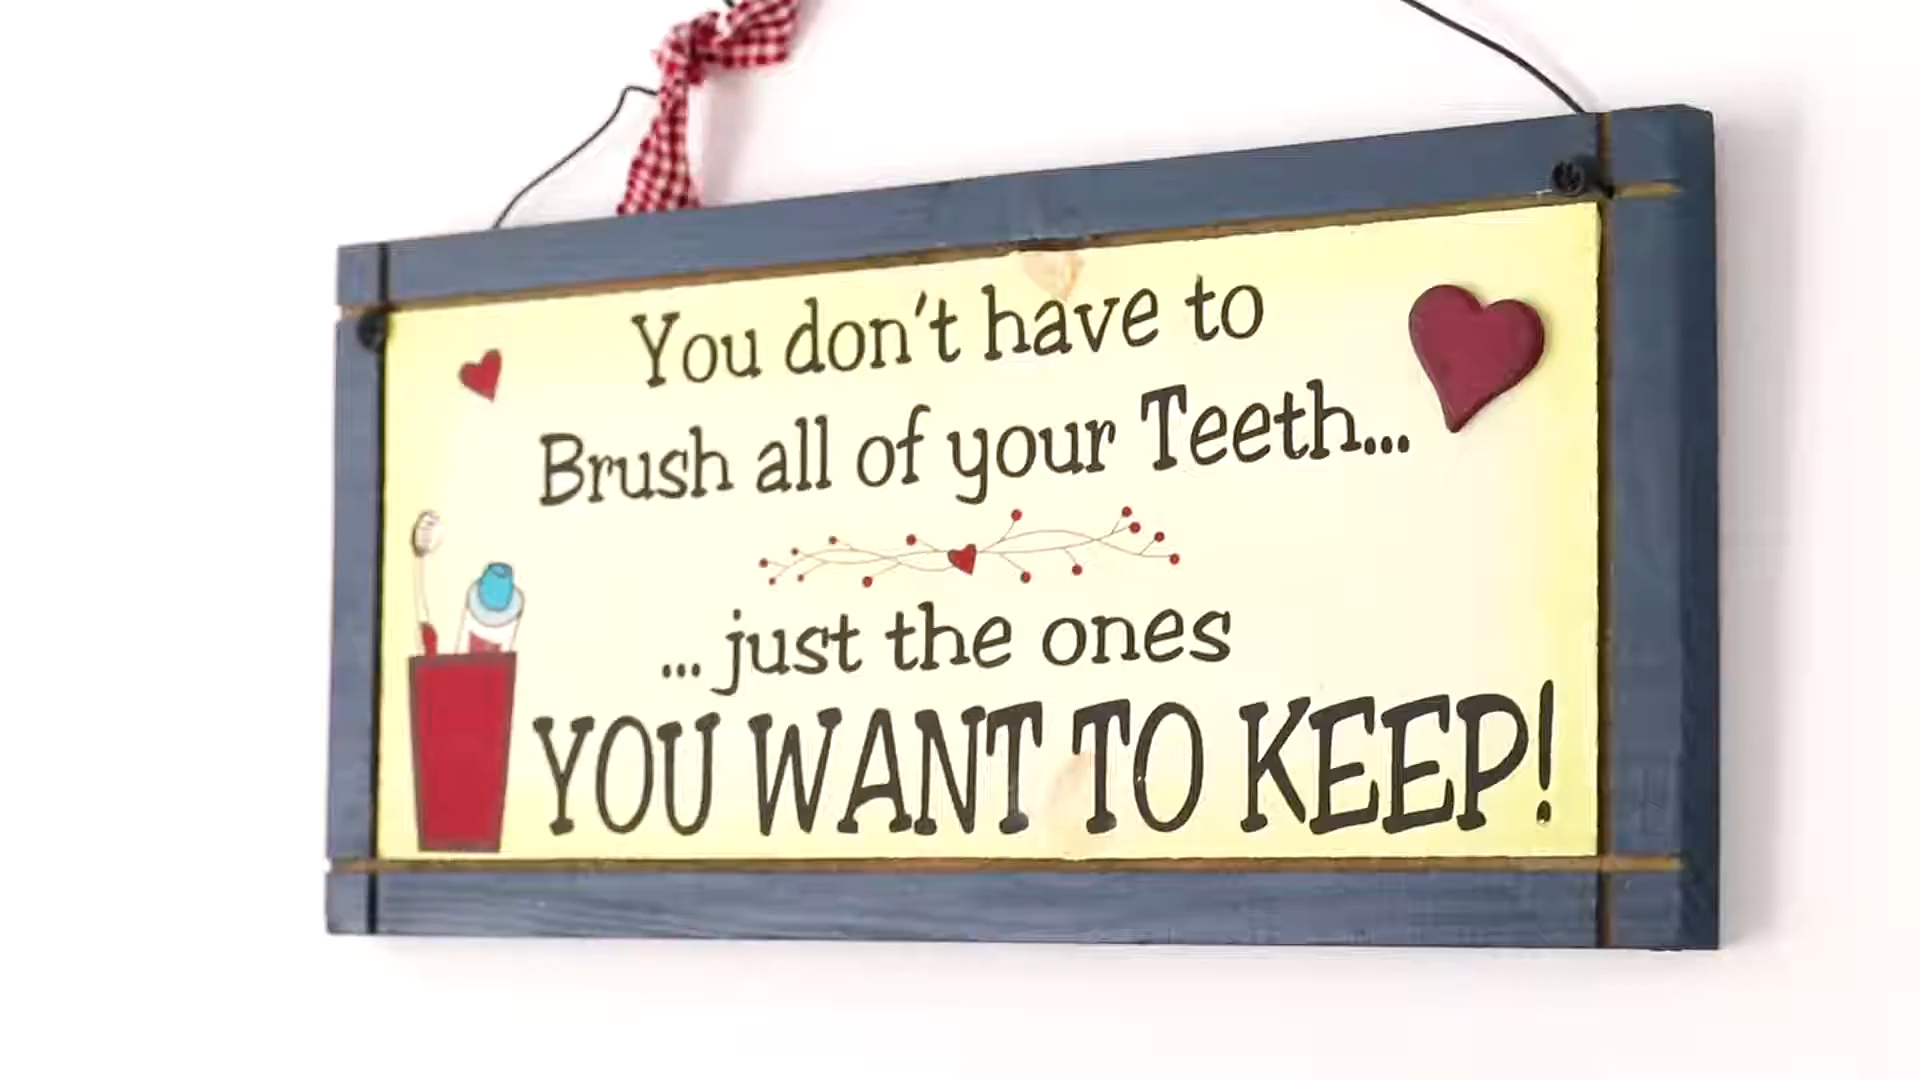 You don't have to
Brush all of your Teeth...
... just the ones
YOU WANT TO KEEP!